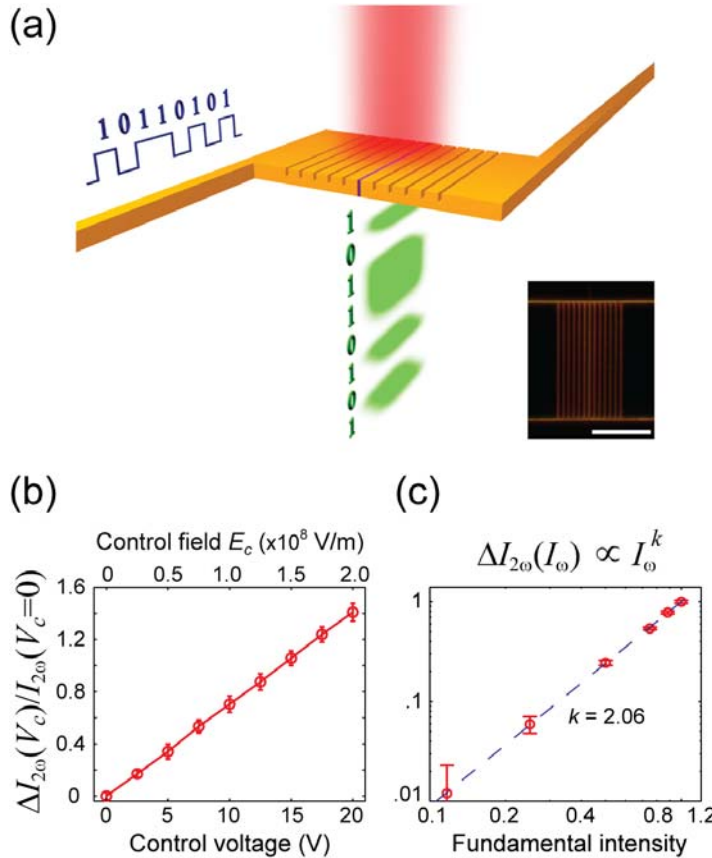 (a)
10110101
1
0
1
1
0
1
0
1
(b)
Control field E_c (x10^8 V/m)
0 0.5 1.0 1.5 2.0
ΔI_2ω(V_c)/I_2ω(V_c=0)
1.6
1.2
0.8
0.4
0
0 5 10 15 20
Control voltage (V)
(c)
ΔI_2ω(I_ω) ∝ I_ω^k
1
.1
.01
k = 2.06
0.1 0.2 0.4 0.8 1.2
Fundamental intensity